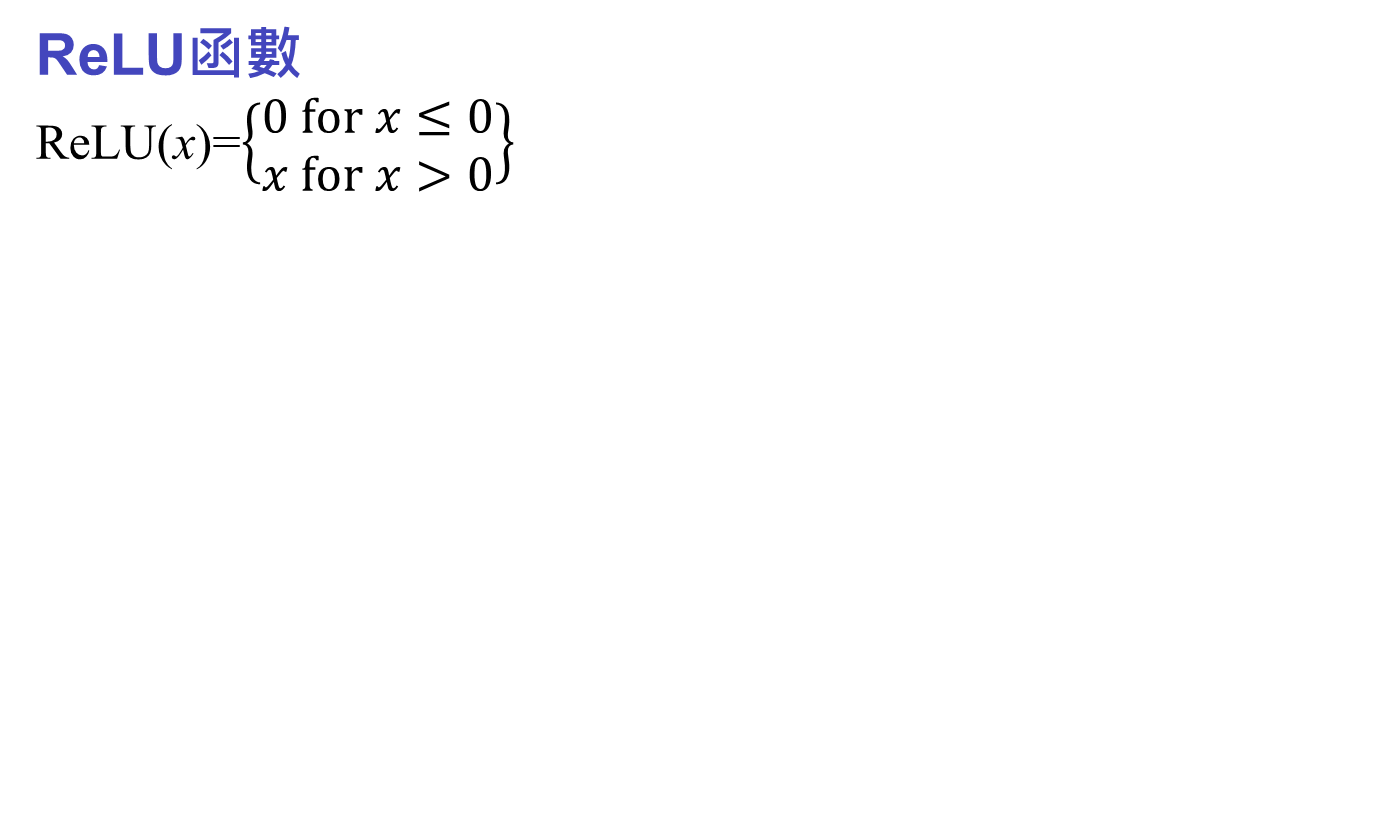 ReLU函數
ReLU(x)={0 for x ≤ 0
x for x > 0}